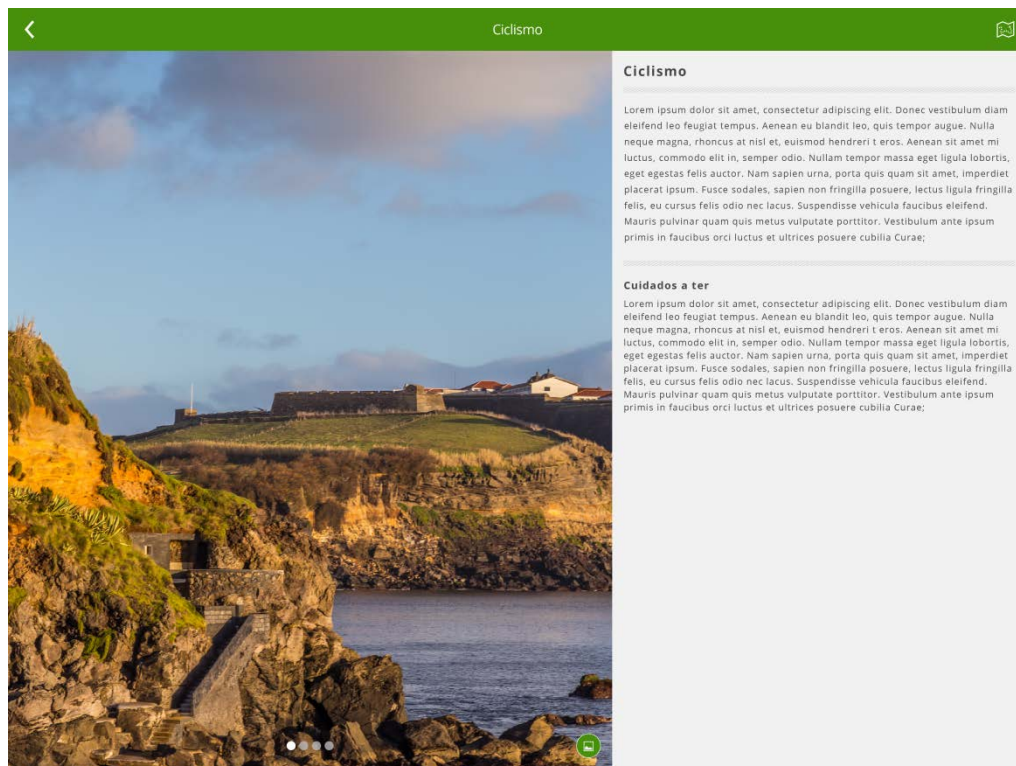 Ciclismo
Ciclismo
Lorem ipsum dolor sit amet, consectetur adipiscing elit. Donec vestibulum diam
eleifend leo feugiat tempus. Aenean eu blandit leo, quis tempor augue. Nulla
neque magna, rhoncus at nisl et, euismod hendreri t eros. Aenean sit amet mi
luctus, commodo elit in, semper odio. Nullam tempor massa eget ligula lobortis,
eget egestas felis auctor. Nam sapien urna, porta quis quam sit amet, imperdiet
placerat ipsum. Fusce sodales, sapien non fringilla posuere, lectus ligula fringilla
felis, eu cursus felis odio nec lacus. Suspendisse vehicula faucibus eleifend.
Mauris pulvinar quam quis metus vulputate porttitor. Vestibulum ante ipsum
primis in faucibus orci luctus et ultrices posuere cubilia Curae;
Cuidados a ter
Lorem ipsum dolor sit amet, consectetur adipiscing elit. Donec vestibulum diam
eleifend leo feugiat tempus. Aenean eu blandit leo, quis tempor augue. Nulla
neque magna, rhoncus at nisl et, euismod hendreri t eros. Aenean sit amet mi
luctus, commodo elit in, semper odio. Nullam tempor massa eget ligula lobortis,
eget egestas felis auctor. Nam sapien urna, porta quis quam sit amet, imperdiet
placerat ipsum. Fusce sodales, sapien non fringilla posuere, lectus ligula fringilla
felis, eu cursus felis odio nec lacus. Suspendisse vehicula faucibus eleifend.
Mauris pulvinar quam quis metus vulputate porttitor. Vestibulum ante ipsum
primis in faucibus orci luctus et ultrices posuere cubilia Curae;